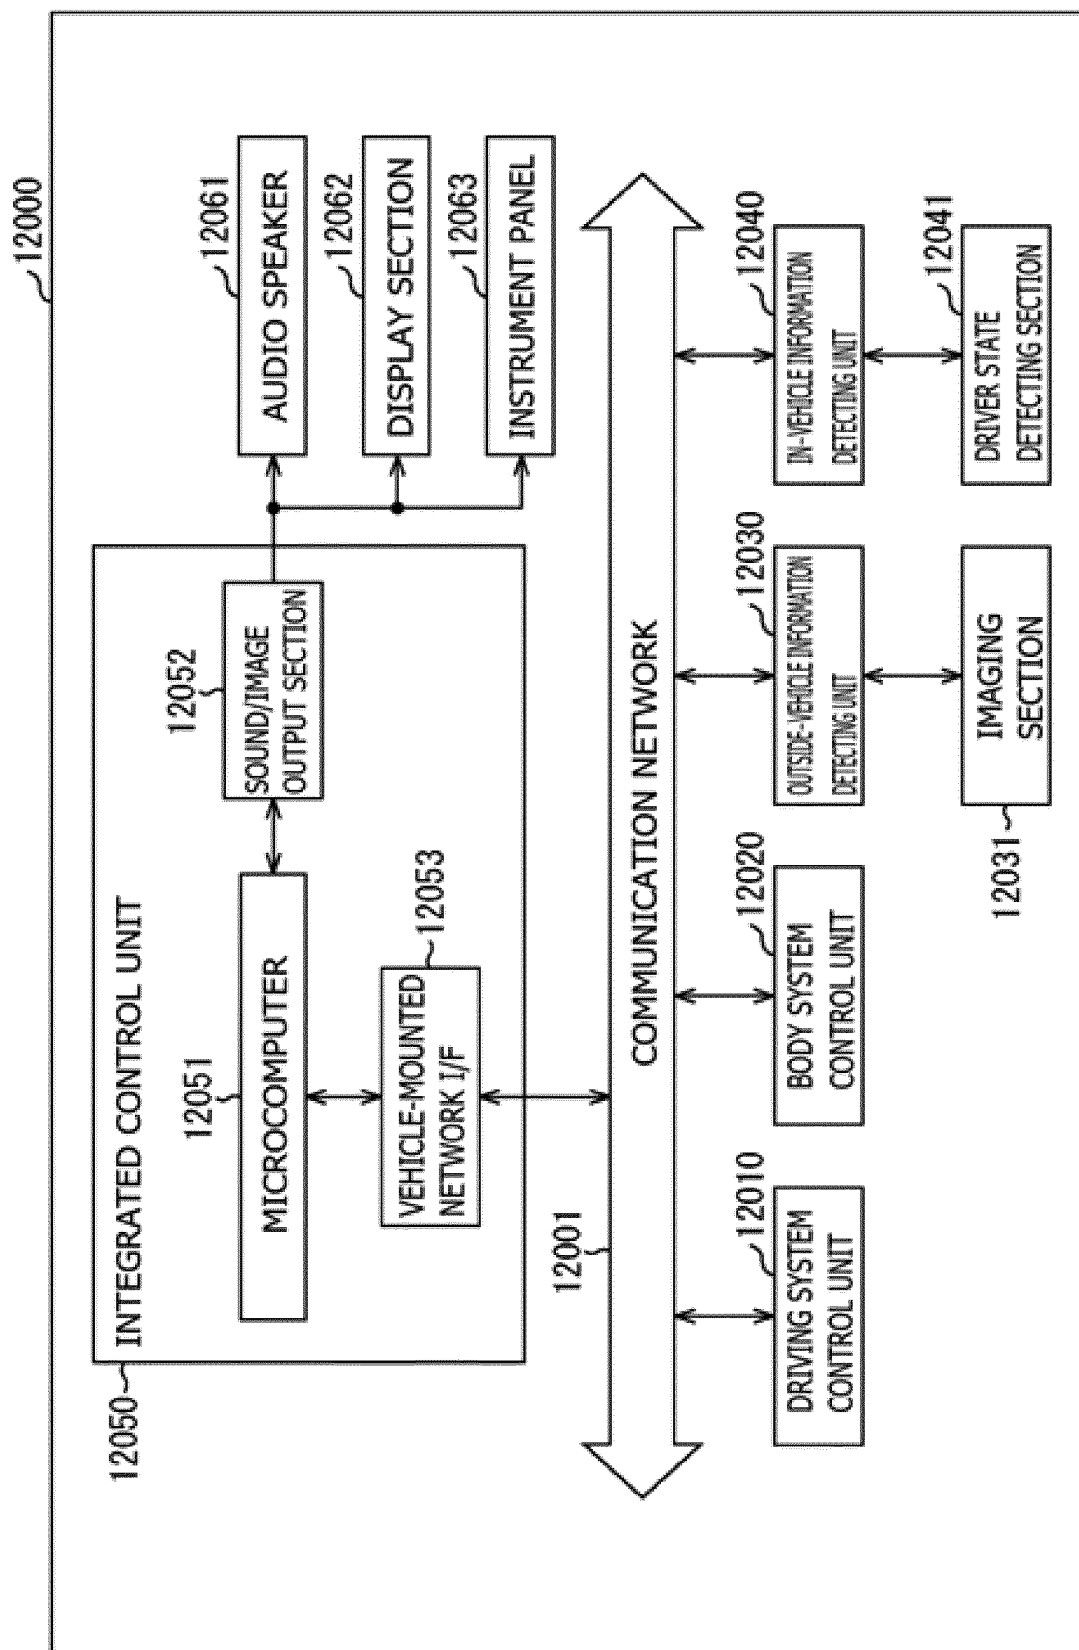 12000
12050
INTEGRATED CONTROL UNIT
12051
MICROCOMPUTER
12052
SOUND/IMAGE
OUTPUT SECTION
12053
VEHICLE-MOUNTED
NETWORK I/F
12061
AUDIO SPEAKER
12062
DISPLAY SECTION
12063
INSTRUMENT PANEL
12001
COMMUNICATION NETWORK
12010
DRIVING SYSTEM
CONTROL UNIT
12020
BODY SYSTEM
CONTROL UNIT
12030
OUTSIDE-VEHICLE INFORMATION
DETECTING UNIT
12040
IN-VEHICLE INFORMATION
DETECTING UNIT
12031
IMAGING
SECTION
12041
DRIVER STATE
DETECTING SECTION